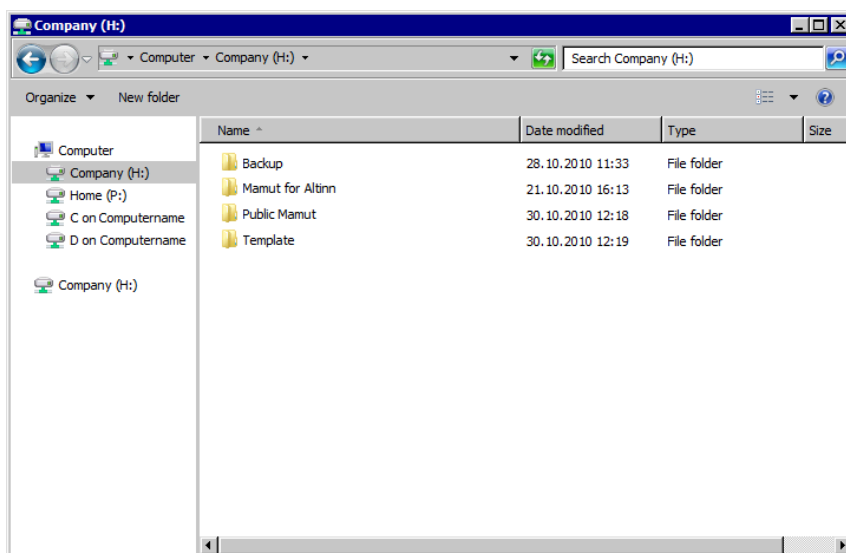 Company (H:)
Computer Company (H:) Search Company (H:)
Organize New folder
Name Date modified Type Size
Computer
Company (H:)
Home (P:)
C on Computername
D on Computername
Company (H:)
Backup 28.10.2010 11:33 File folder
Mamut for Altinn 21.10.2010 16:13 File folder
Public Mamut 30.10.2010 12:18 File folder
Template 30.10.2010 12:19 File folder